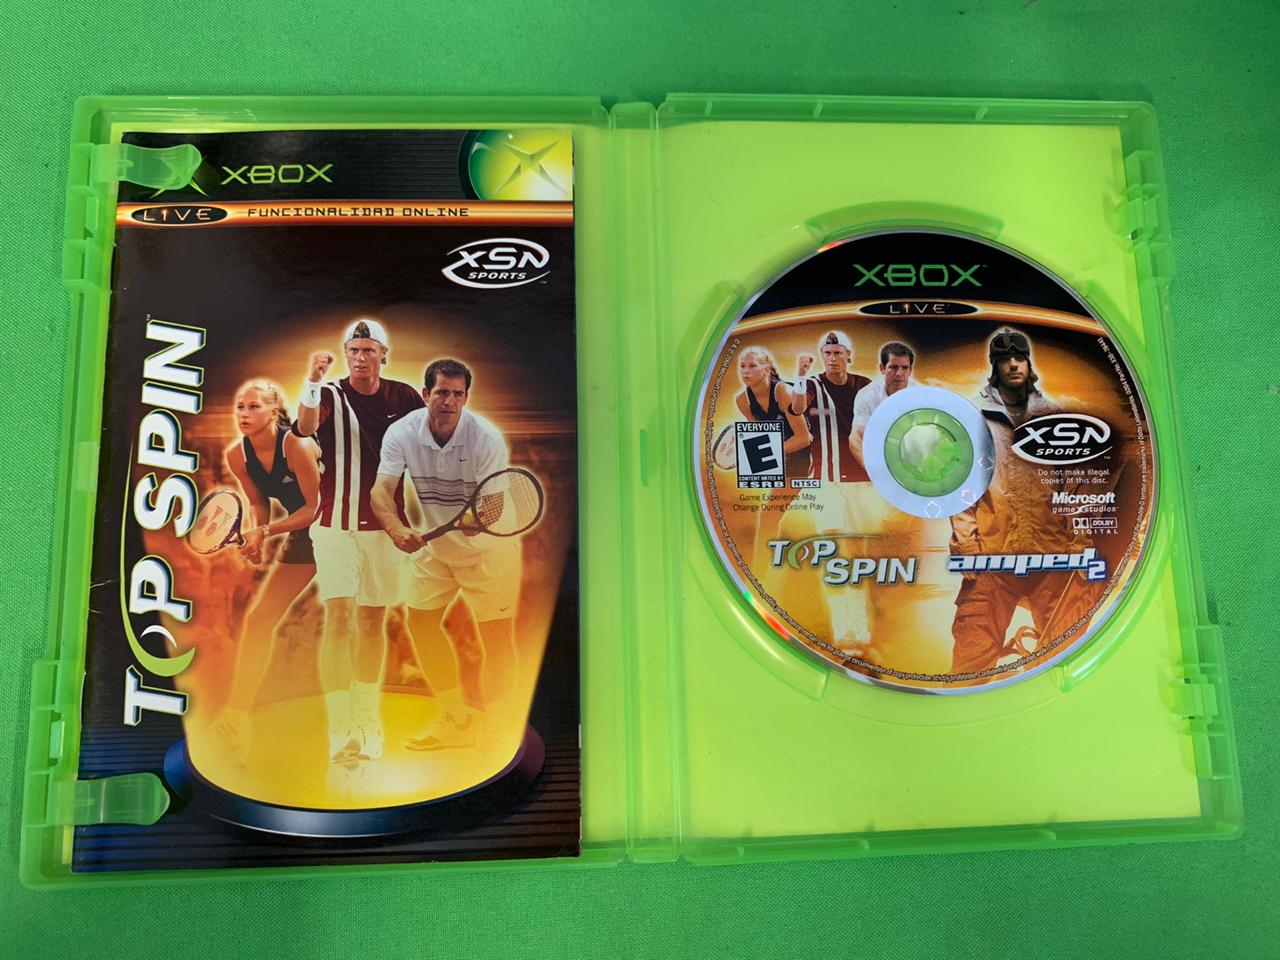 XBOX
LIVE FUNCIONALIDAD ONLINE
XSN
SPORTS
TOP SPIN
XBOX
LIVE
EVERYONE
E
CONTENT RATED BY
ESRB
NTSC
Game Experience May
Change During Online Play
XSN
SPORTS
Do not make illegal
copies of this disc.
Microsoft
game studios
DOLBY
DIGITAL
TOP SPIN
amped 2